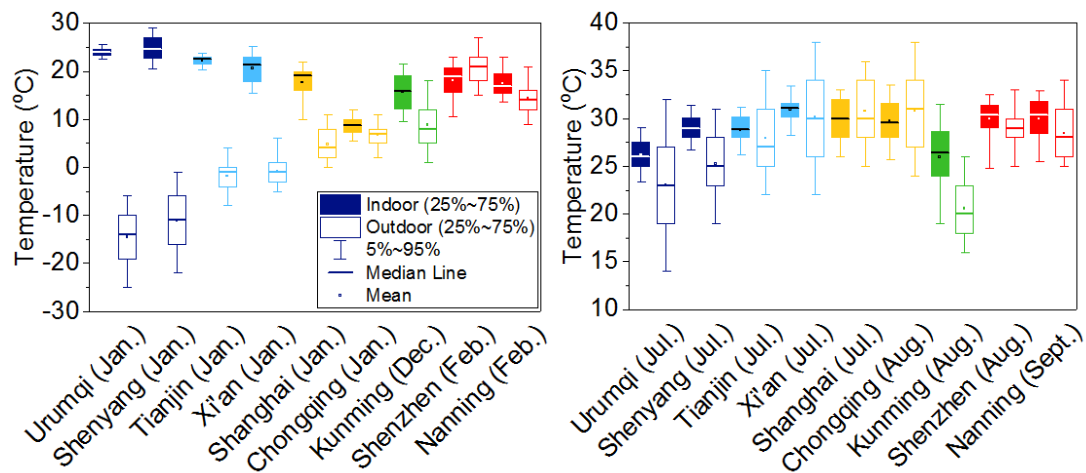 30
20
10
0
-10
-20
-30
Temperature (ºC)
Indoor (25%~75%)
Outdoor (25%~75%)
5%~95%
Median Line
Mean
Urumqi (Jan.)
Shenyang (Jan.)
Tianjin (Jan.)
Xi'an (Jan.)
Shanghai (Jan.)
Chongqing (Jan.)
Kunming (Dec.)
Shenzhen (Feb.)
Nanning (Feb.)
40
35
30
25
20
15
10
Temperature (ºC)
Urumqi (Jul.)
Shenyang (Jul.)
Tianjin (Jul.)
Xi'an (Jul.)
Shanghai (Jul.)
Chongqing (Aug.)
Kunming (Aug.)
Shenzhen (Aug.)
Nanning (Sept.)